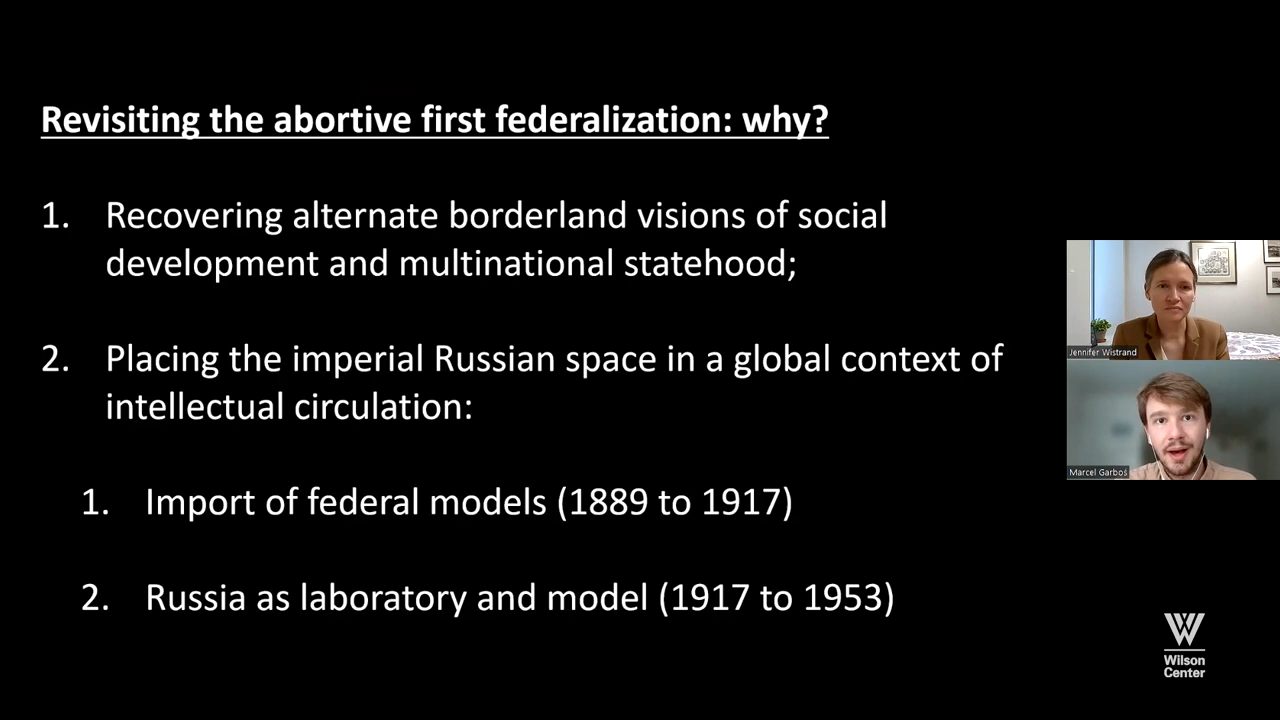 Revisiting the abortive first federalization: why?
1. Recovering alternate borderland visions of social
development and multinational statehood;
2. Placing the imperial Russian space in a global context of
intellectual circulation:
1. Import of federal models (1889 to 1917)
2. Russia as laboratory and model (1917 to 1953)
Jennifer Wistrand
Marcel Garboś
Wilson
Center